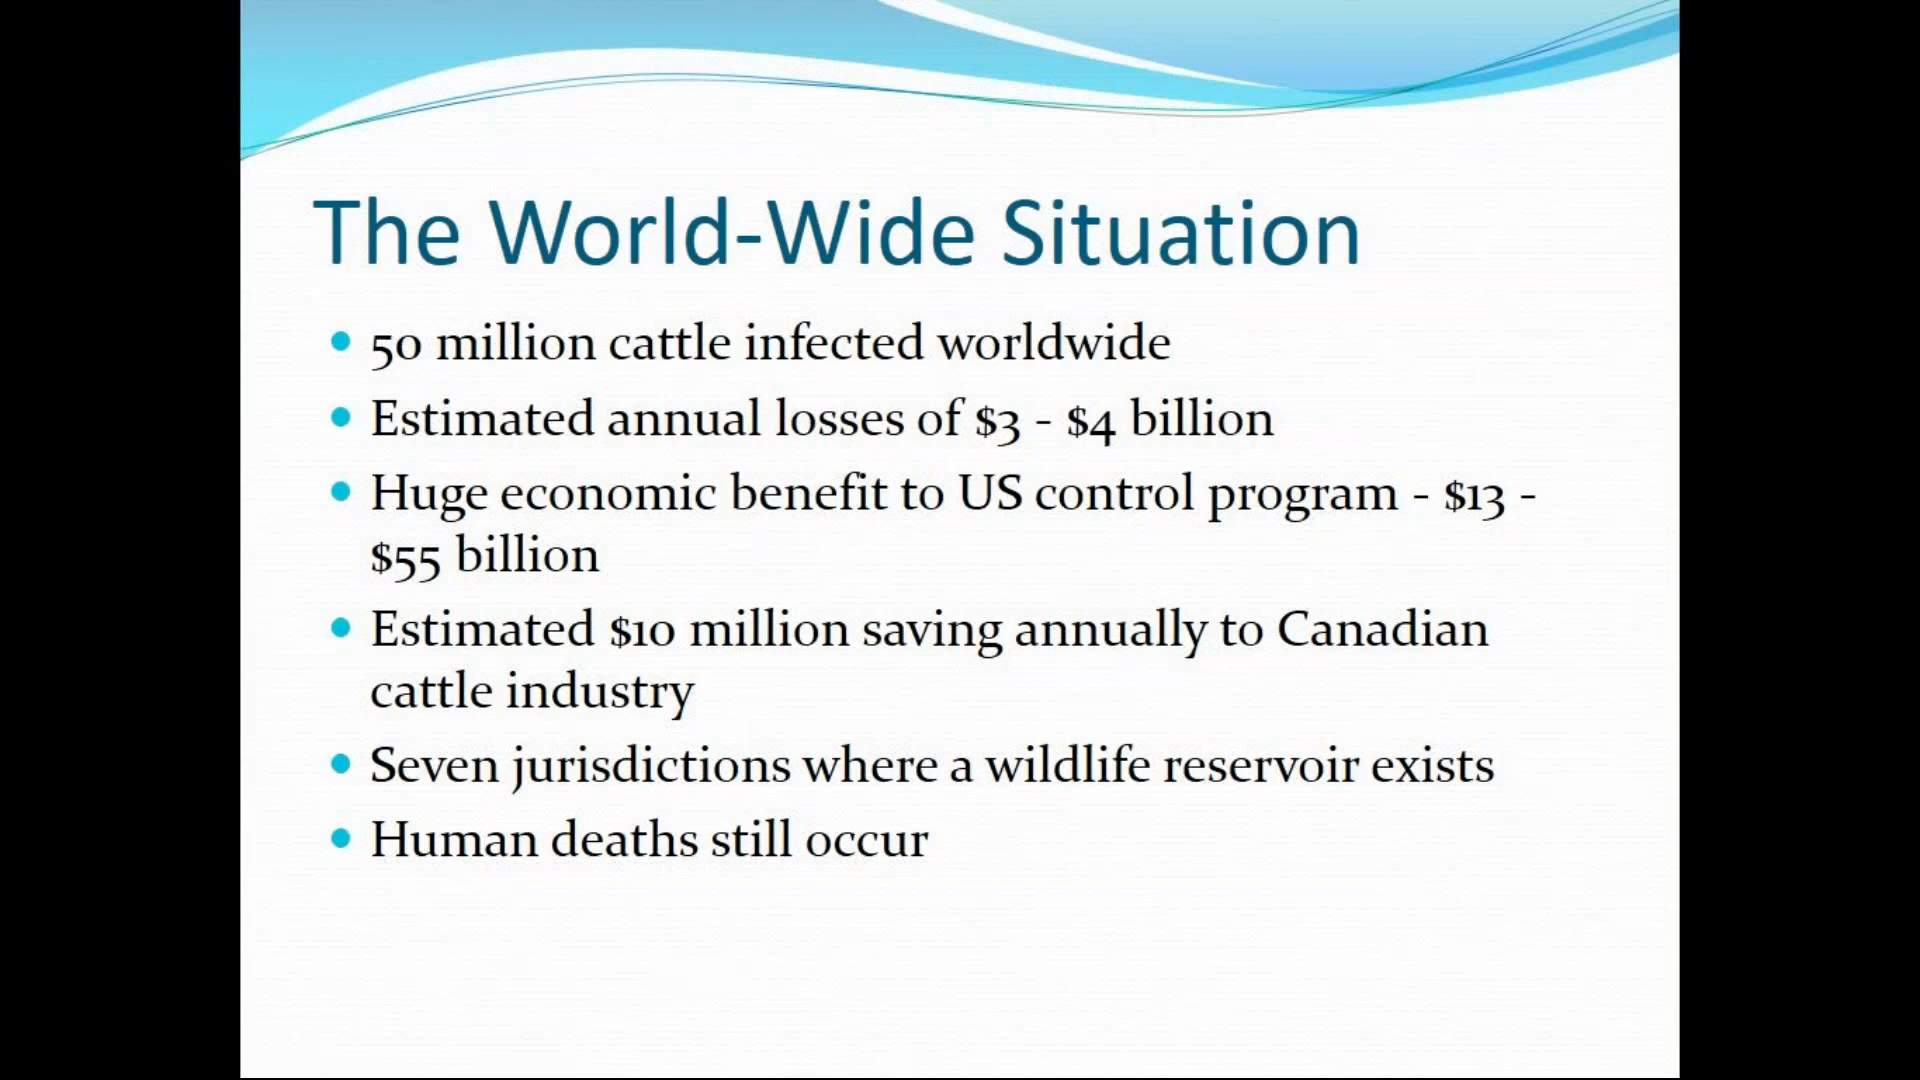 The World-Wide Situation
• 50 million cattle infected worldwide
• Estimated annual losses of $3 - $4 billion
• Huge economic benefit to US control program - $13 -
$55 billion
• Estimated $10 million saving annually to Canadian
cattle industry
• Seven jurisdictions where a wildlife reservoir exists
• Human deaths still occur